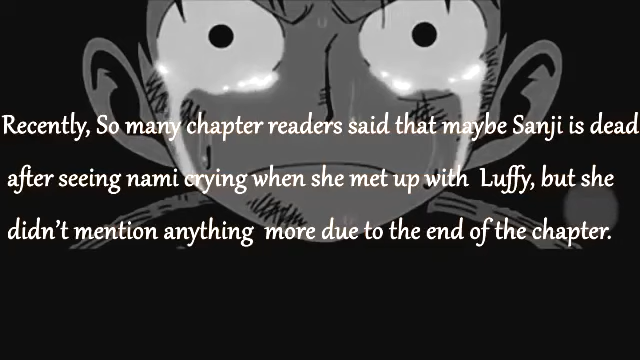 Recently, So many chapter readers said that maybe Sanji is dead
after seeing nami crying when she met up with Luffy, but she
didn't mention anything more due to the end of the chapter.